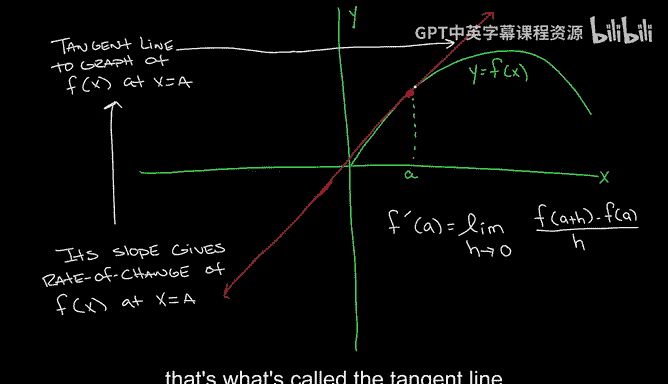 GPT中英字幕课程资源 bilibili
y
TANGENT LINE
TO GRAPH OF
f(x) at x=A
y=f(x)
a
x
f'(a) = lim h→0 f(a+h)-f(a) / h
ITS SLOPE GIVES
RATE-OF-CHANGE OF
f(x) at x=A
that's what's called the tangent line